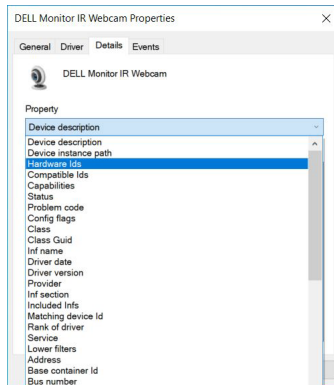 DELL Monitor IR Webcam Properties
General Driver Details Events
DELL Monitor IR Webcam
Property
Device description
Device description
Device instance path
Hardware Ids
Compatible Ids
Capabilities
Status
Problem code
Config flags
Class
Class Guid
Inf name
Driver date
Driver version
Provider
Inf section
Included Infs
Matching device Id
Rank of driver
Service
Lower filters
Address
Base container Id
Bus number